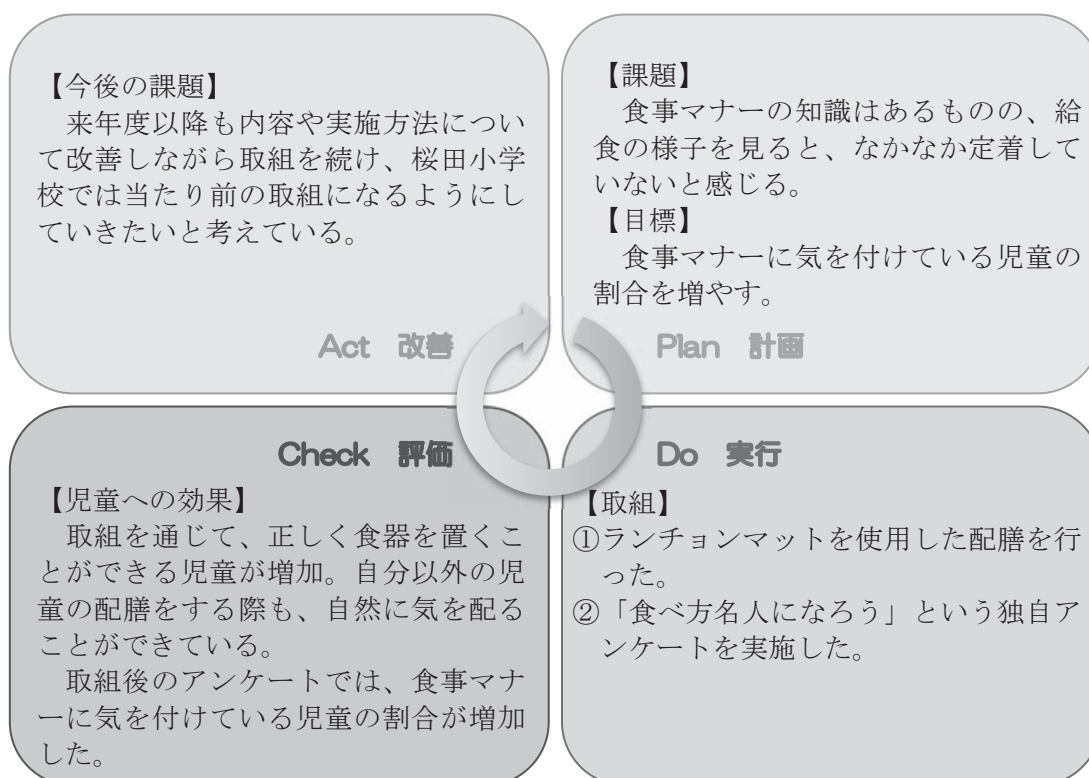 【今後の課題】
来年度以降も内容や実施方法につい
て改善しながら取組を続け、桜田小学
校では当たり前の取組になるようにし
ていきたいと考えている。
Act 改善
【課題】
食事マナーの知識はあるものの、給
食の様子を見ると、なかなか定着して
いないと感じる。
【目標】
食事マナーに気を付けている児童の
割合を増やす。
Plan 計画
Check 評価
【児童への効果】
取組を通じて、正しく食器を置くこ
とができる児童が増加。自分以外の児
童の配膳をする際も、自然に気を配る
ことができている。
取組後のアンケートでは、食事マナ
ーに気を付けている児童の割合が増加
した。
Do 実行
【取組】
①ランチョンマットを使用した配膳を行
った。
②「食べ方名人になろう」という独自ア
ンケートを実施した。